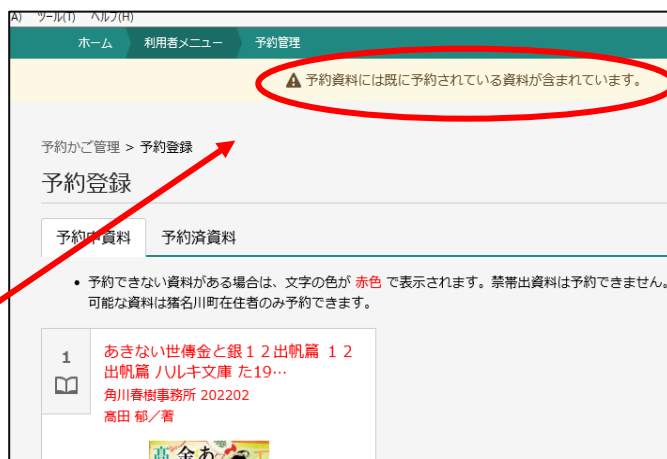 A) ツール(T) ヘルプ(H)
ホーム 利用者メニュー 予約管理
予約資料には既に予約されている資料が含まれています。
予約かご管理 > 予約登録
予約登録
予約中資料 予約済資料
• 予約できない資料がある場合は、文字の色が 赤色 で表示されます。禁帯出資料は予約できません。
可能な資料は猪名川町在住者のみ予約できます。
1
あきない世傳金と銀１２出帆篇 １２
出帆篇 ハルキ文庫 た19…
角川春樹事務所 202202
高田 郁／著
髙 金あ